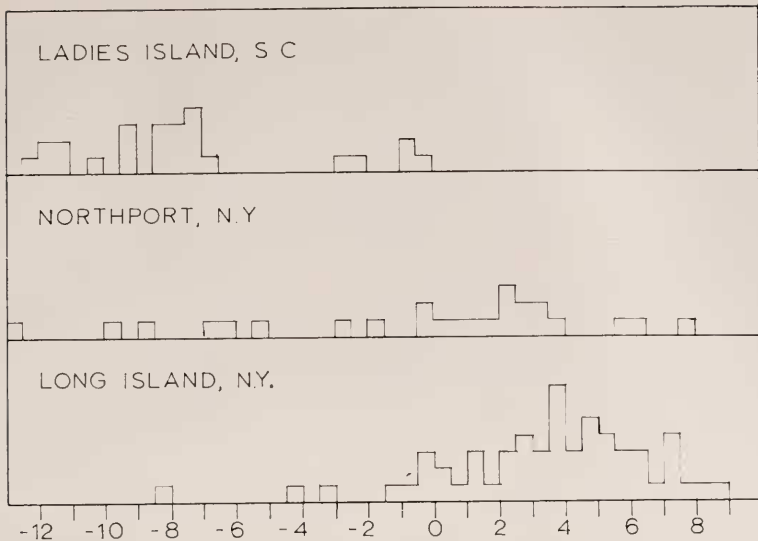 LADIES ISLAND, S C
NORTHPORT, N.Y
LONG ISLAND, N.Y.
-12 -10 -8 -6 -4 -2 0 2 4 6 8